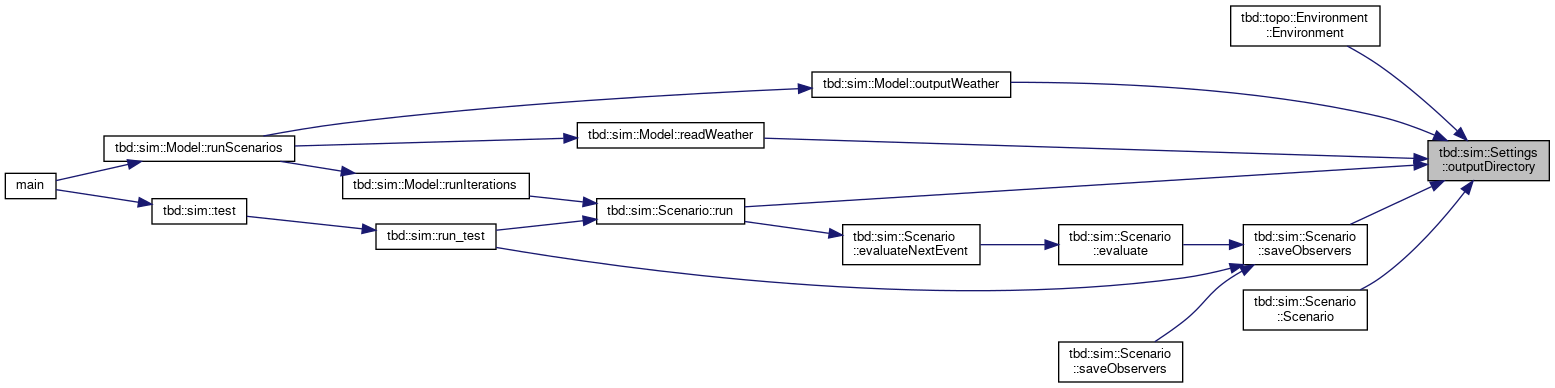 tbd::topo::Environment
::Environment
tbd::sim::Model::outputWeather
tbd::sim::Model::readWeather
tbd::sim::Model::runScenarios
tbd::sim::Settings
::outputDirectory
main
tbd::sim::Model::runIterations
tbd::sim::test
tbd::sim::Scenario::run
tbd::sim::run_test
tbd::sim::Scenario
::evaluateNextEvent
tbd::sim::Scenario
::evaluate
tbd::sim::Scenario
::saveObservers
tbd::sim::Scenario
::Scenario
tbd::sim::Scenario
::saveObservers